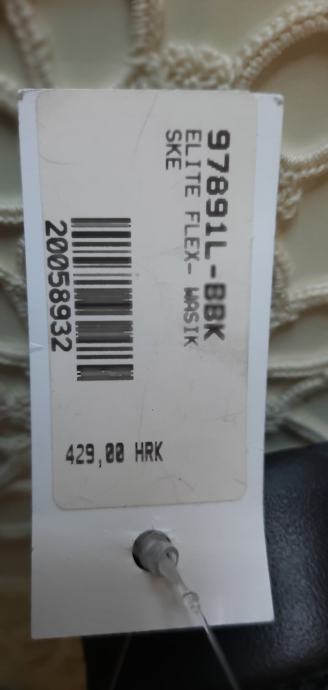 97891L-BBK
ELITE FLEX- WASIK
SKE
20058932
429,00 HRK